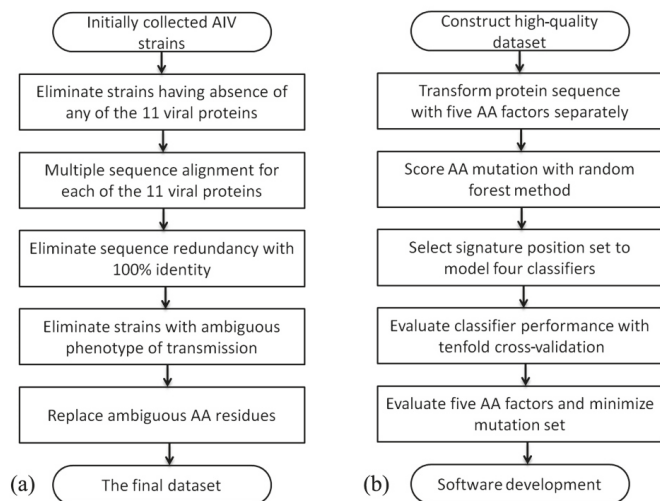 Initially collected AIV
strains
Eliminate strains having absence of
any of the 11 viral proteins
Multiple sequence alignment for
each of the 11 viral proteins
Eliminate sequence redundancy with
100% identity
Eliminate strains with ambiguous
phenotype of transmission
Replace ambiguous AA residues
(a)
The final dataset
Construct high-quality
dataset
Transform protein sequence
with five AA factors separately
Score AA mutation with random
forest method
Select signature position set to
model four classifiers
Evaluate classifier performance with
tenfold cross-validation
Evaluate five AA factors and minimize
mutation set
(b)
Software development